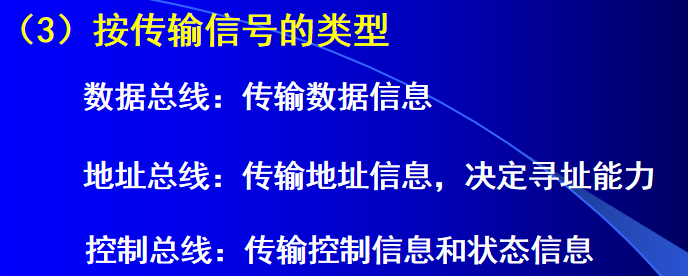 （3）按传输信号的类型
数据总线：传输数据信息
地址总线：传输地址信息，决定寻址能力
控制总线：传输控制信息和状态信息